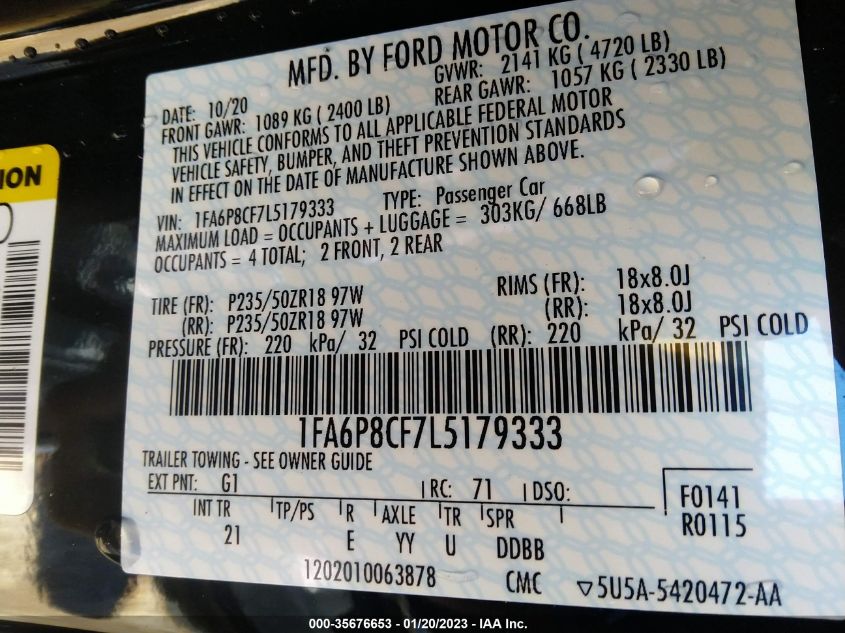 MFD. BY FORD MOTOR CO.
DATE: 10/20 GVWR: 2141 KG ( 4720 LB)
FRONT GAWR: 1089 KG ( 2400 LB) REAR GAWR: 1057 KG ( 2330 LB)
THIS VEHICLE CONFORMS TO ALL APPLICABLE FEDERAL MOTOR
VEHICLE SAFETY, BUMPER, AND THEFT PREVENTION STANDARDS
IN EFFECT ON THE DATE OF MANUFACTURE SHOWN ABOVE.
VIN: 1FA6P8CF7L5179333 TYPE: Passenger Car
MAXIMUM LOAD = OCCUPANTS + LUGGAGE = 303KG/ 668LB
OCCUPANTS = 4 TOTAL; 2 FRONT, 2 REAR
TIRE (FR): P235/50ZR18 97W RIMS (FR): 18x8.0J
(RR): P235/50ZR18 97W (RR): 18x8.0J
PRESSURE (FR): 220 kPa/ 32 PSI COLD (RR): 220 kPa/ 32 PSI COLD
1FA6P8CF7L5179333
TRAILER TOWING - SEE OWNER GUIDE
EXT PNT: G1 RC: 71 DSO:
F0141
R0115
INT TR TP/PS R AXLE TR SPR
21 E YY U DDBB
1202010063878 CMC 5U5A-5420472-AA
ION
000-35676653 - 01/20/2023 - IAA Inc.